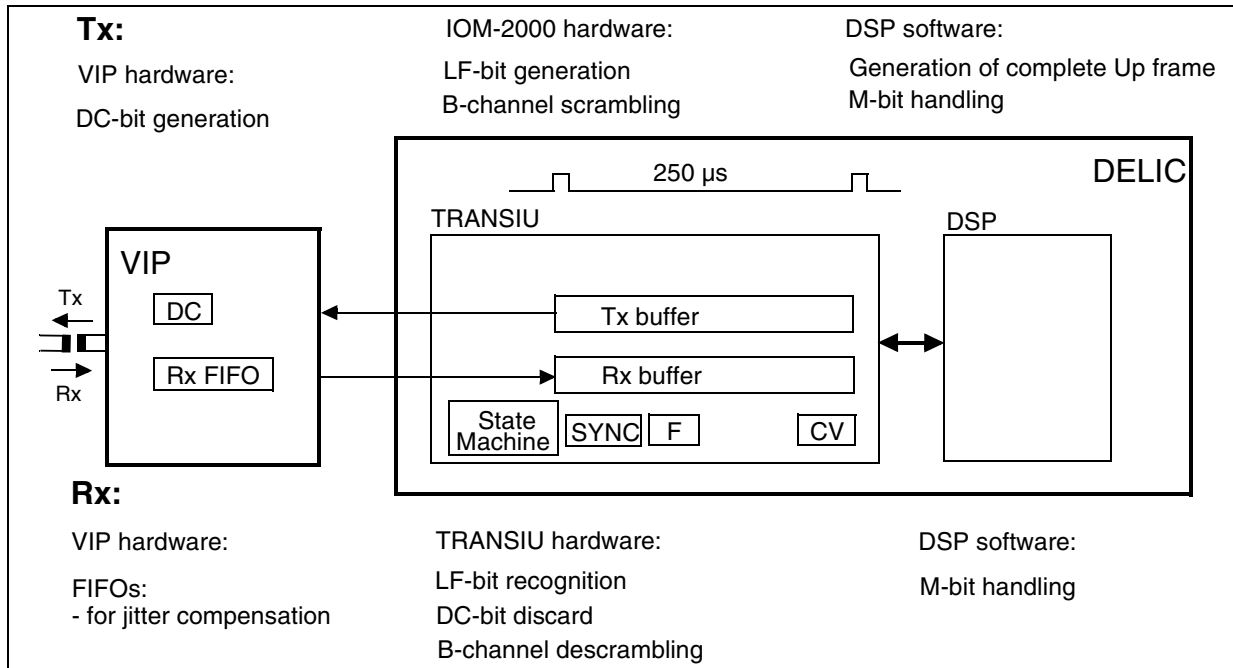 Tx:
VIP hardware:
DC-bit generation
IOM-2000 hardware:
LF-bit generation
B-channel scrambling
DSP software:
Generation of complete Up frame
M-bit handling
250 µs
DELIC
TRANSIU
DSP
VIP
Tx
DC
Tx buffer
Rx FIFO
Rx buffer
Rx
State
Machine
SYNC
F
CV
Rx:
VIP hardware:
FIFOs:
- for jitter compensation
TRANSIU hardware:
LF-bit recognition
DC-bit discard
B-channel descrambling
DSP software:
M-bit handling